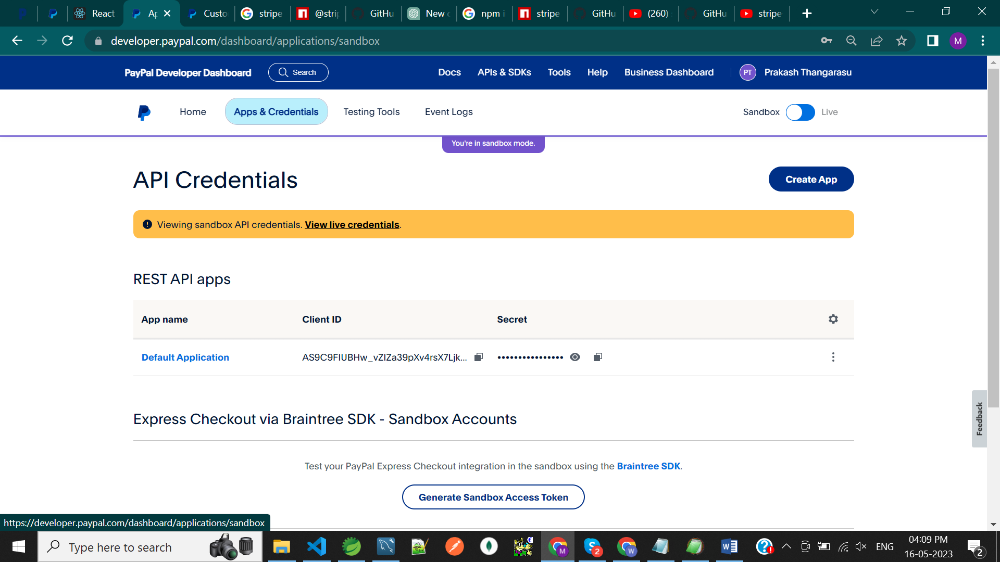 React
Ap
Custo
stripe
@strip
GitHu
New c
npm i
stripe
GitHu
(260)
GitHu
stripe
developer.paypal.com/dashboard/applications/sandbox
M
PayPal Developer Dashboard
Search
Docs
APIs & SDKs
Tools
Help
Business Dashboard
PT
Prakash Thangarasu
Home
Apps & Credentials
Testing Tools
Event Logs
Sandbox
Live
You're in sandbox mode.
API Credentials
Create App
Viewing sandbox API credentials. View live credentials.
REST API apps
App name
Client ID
Secret
Default Application
AS9C9FIUBHw_vZIZa39pXv4rsX7Ljk...
••••••••••••••••
Feedback
Express Checkout via Braintree SDK - Sandbox Accounts
Test your PayPal Express Checkout integration in the sandbox using the Braintree SDK.
Generate Sandbox Access Token
https://developer.paypal.com/dashboard/applications/sandbox
Type here to search
M
2
W
ENG
04:09 PM
16-05-2023
2